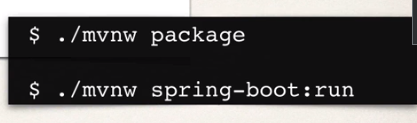 $ ./mvnw package
$ ./mvnw spring-boot:run